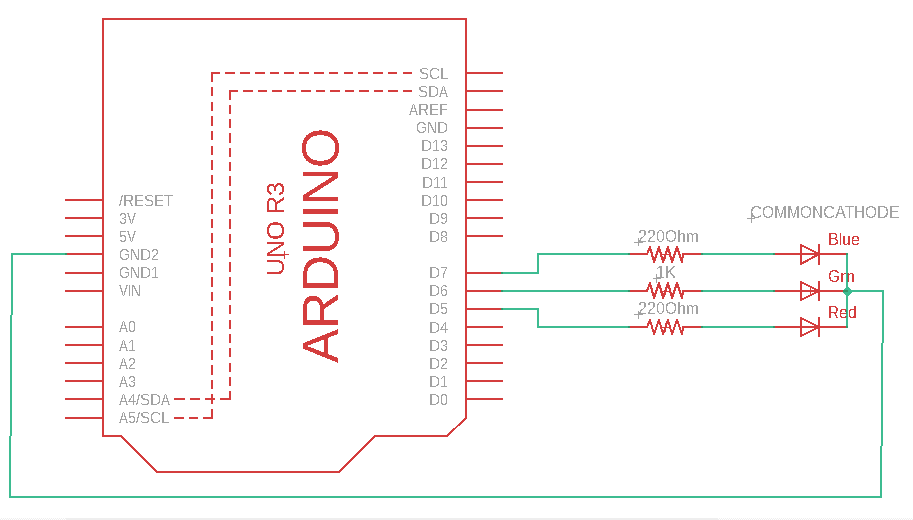 SCL
SDA
AREF
GND
D13
D12
D11
D10
D9
D8
D7
D6
D5
D4
D3
D2
D1
D0
/RESET
3V
5V
GND2
GND1
VIN
A0
A1
A2
A3
A4/SDA
A5/SCL
UNO R3
ARDUINO
220Ohm
1K
220Ohm
COMMONCATHODE
Blue
Grn
Red